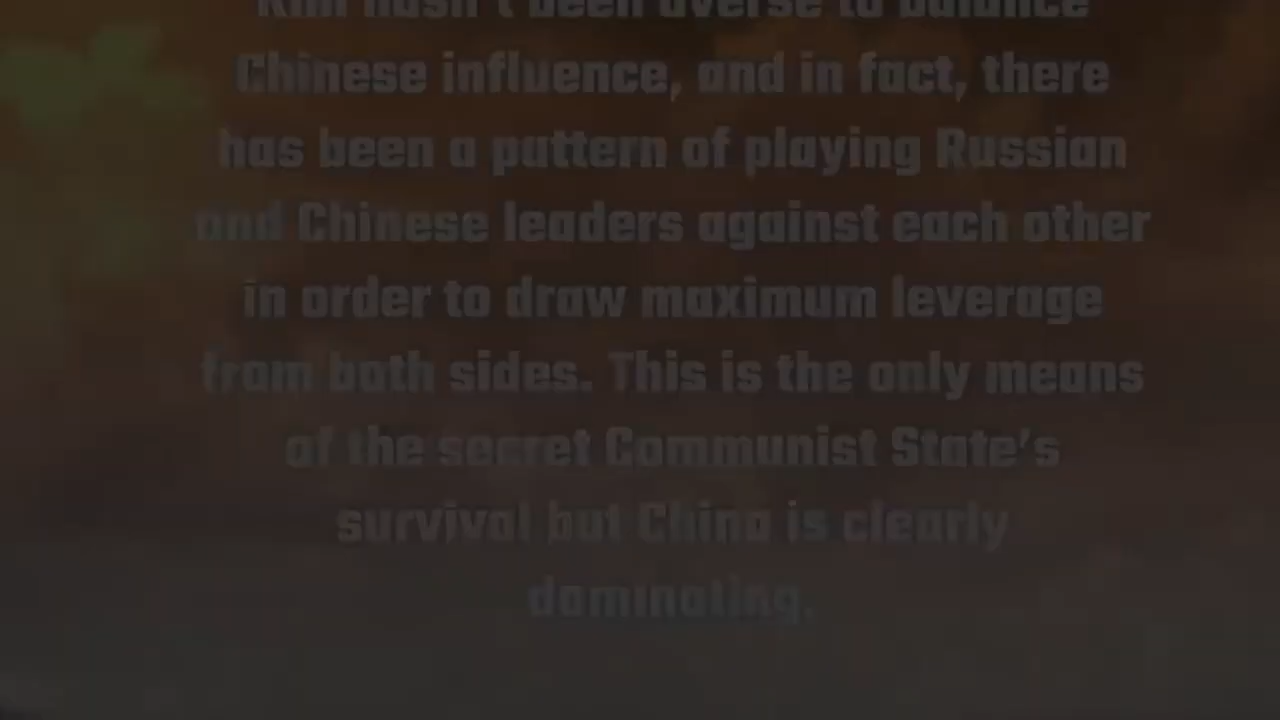 Kim hasn't been averse to balance
Chinese influence, and in fact, there
has been a pattern of playing Russian
and Chinese leaders against each other
in order to draw maximum leverage
from both sides. This is the only means
of the secret Communist State's
survival but China is clearly
dominating.